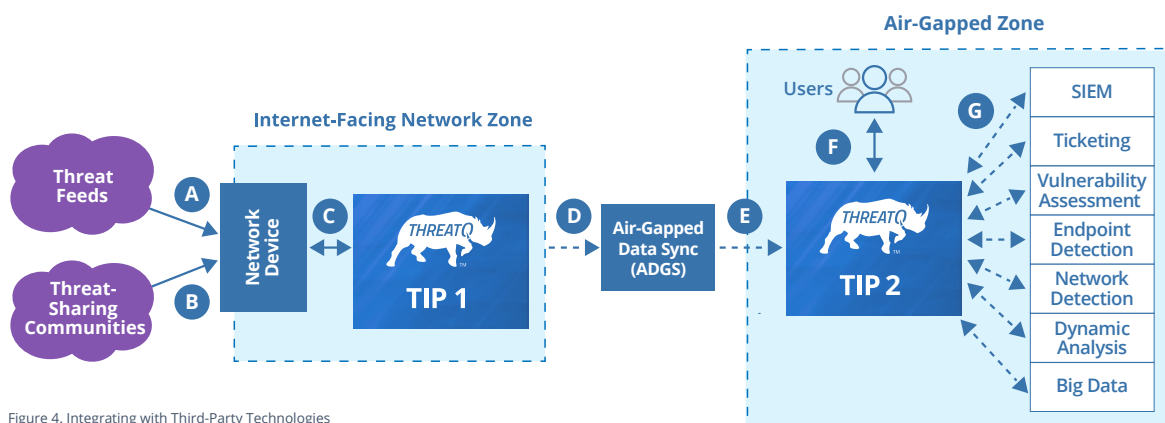 Air-Gapped Zone
Internet-Facing Network Zone
Threat
Feeds
Threat-
Sharing
Communities
A
B
Network
Device
C
THREATQ
TM
TIP 1
D
Air-Gapped
Data Sync
(ADGS)
E
Users
F
THREATQ
TM
TIP 2
G
SIEM
Ticketing
Vulnerability
Assessment
Endpoint
Detection
Network
Detection
Dynamic
Analysis
Big Data
Figure 4. Integrating with Third-Party Technologies